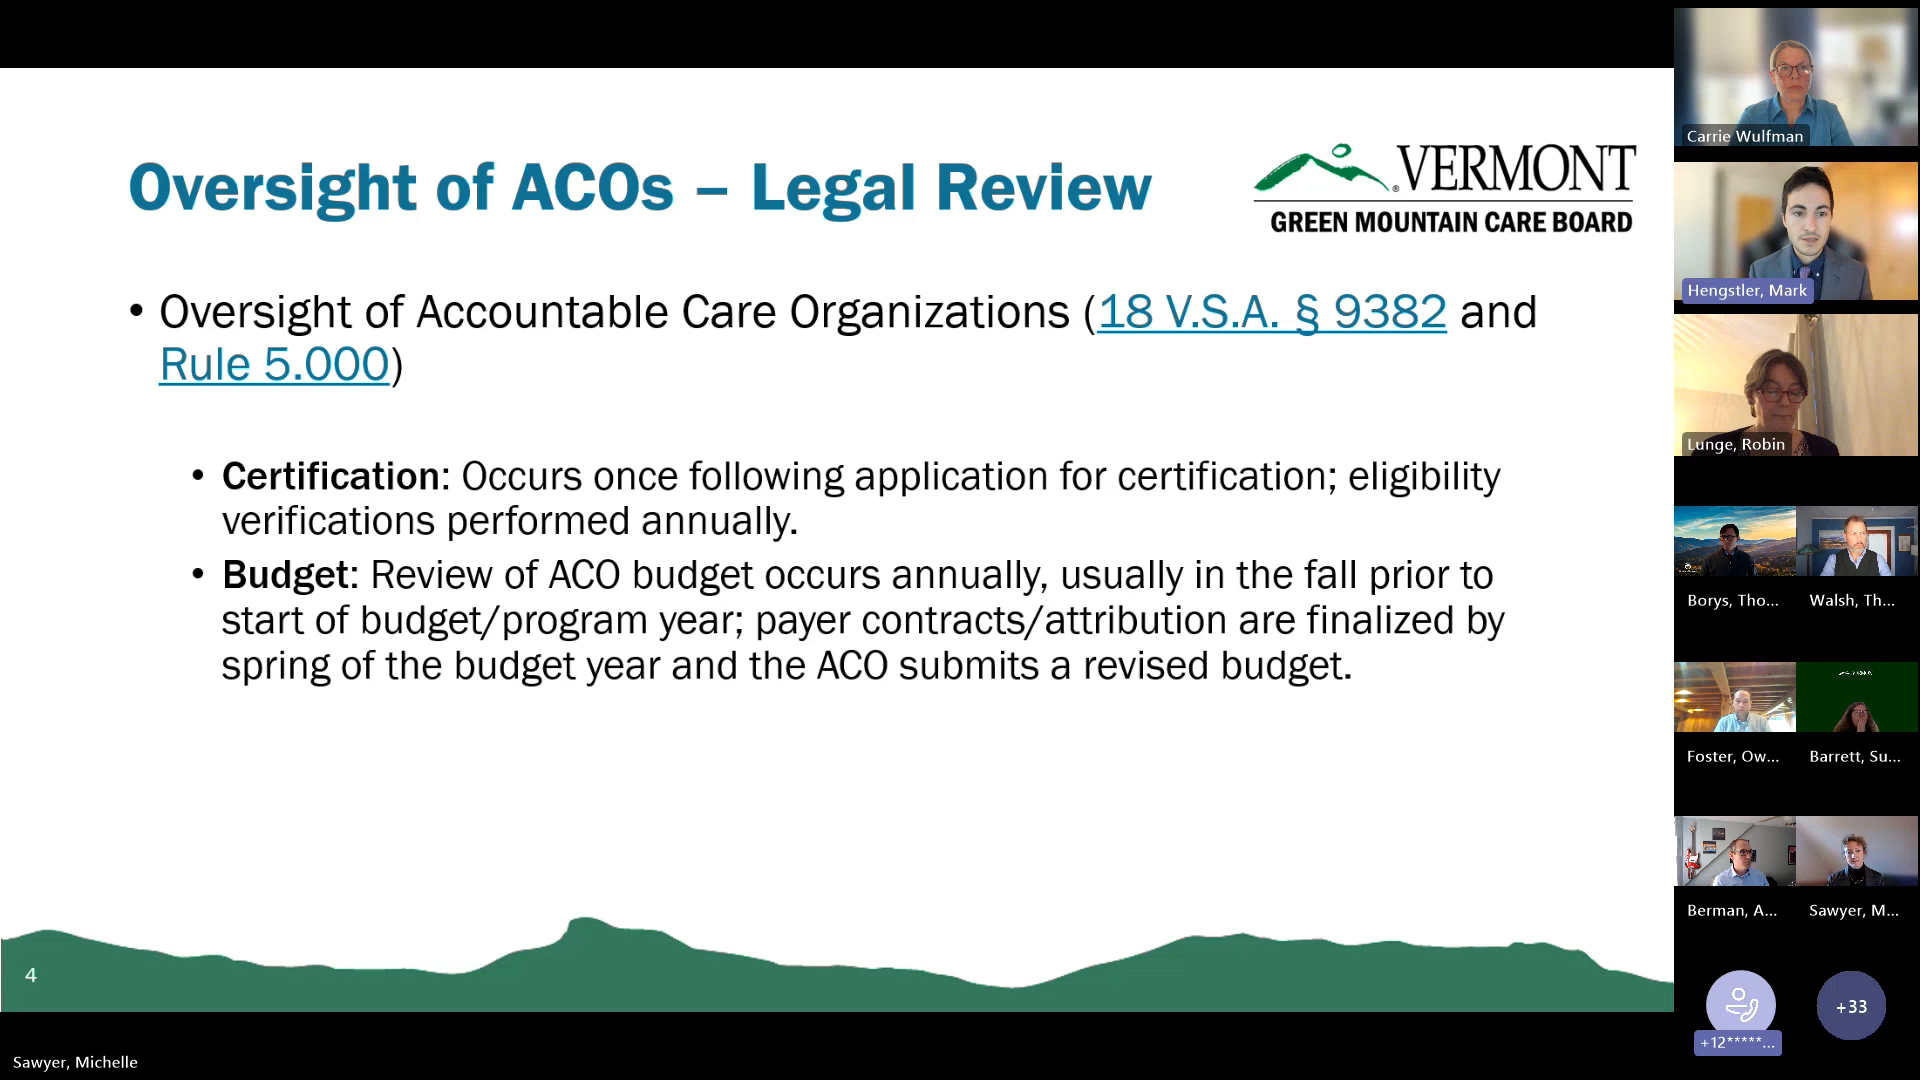 Oversight of ACOs – Legal Review
VERMONT
GREEN MOUNTAIN CARE BOARD
• Oversight of Accountable Care Organizations (18 V.S.A. § 9382 and
Rule 5.000)
• Certification: Occurs once following application for certification; eligibility
verifications performed annually.
• Budget: Review of ACO budget occurs annually, usually in the fall prior to
start of budget/program year; payer contracts/attribution are finalized by
spring of the budget year and the ACO submits a revised budget.
4
Sawyer, Michelle
Carrie Wulfman
Hengstler, Mark
Lunge, Robin
Borys, Tho...
Walsh, Th...
Foster, Ow...
Barrett, Su...
Berman, A...
Sawyer, M...
+12*****...
+33